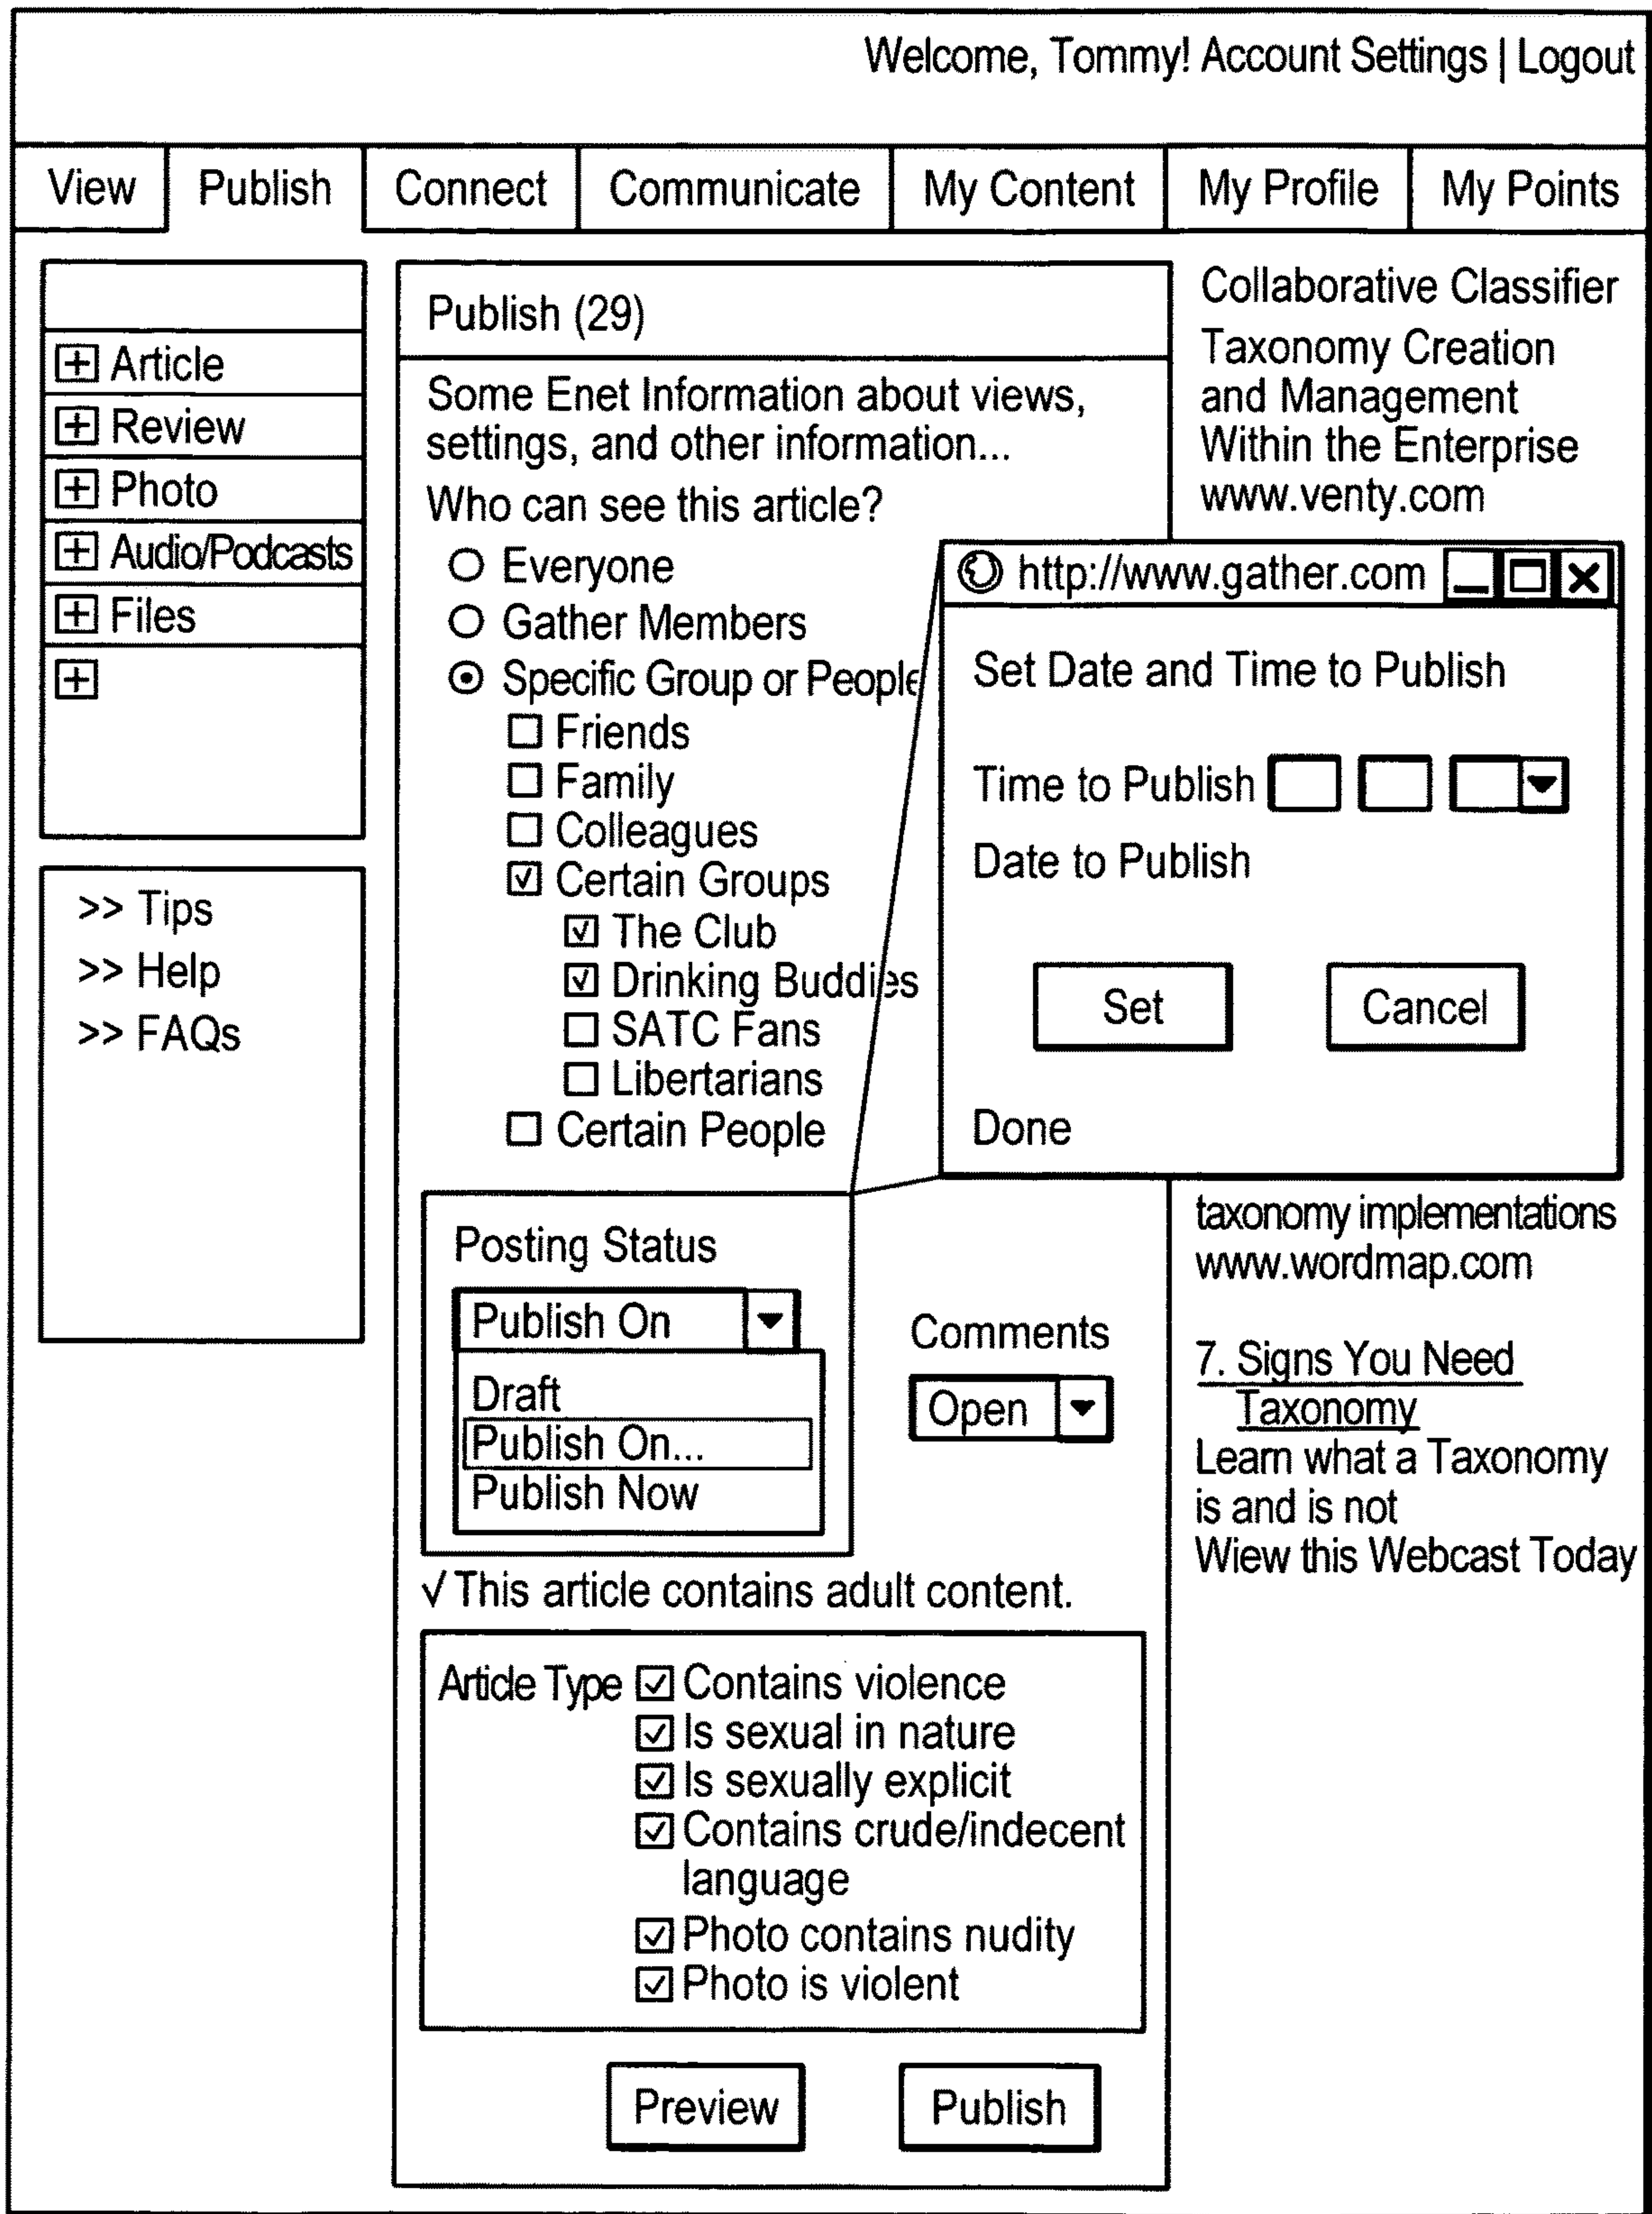 Welcome, Tommy! Account Settings | Logout
View
Publish
Connect
Communicate
My Content
My Profile
My Points
Article
Review
Photo
Audio/Podcasts
Files
>> Tips
>> Help
>> FAQs
Publish (29)
Some Enet Information about views,
settings, and other information...
Who can see this article?
Everyone
Gather Members
Specific Group or People
Friends
Family
Colleagues
Certain Groups
The Club
Drinking Buddies
SATC Fans
Libertarians
Certain People
Posting Status
Publish On
Draft
Publish On...
Publish Now
Comments
Open
√ This article contains adult content.
Article Type
Contains violence
Is sexual in nature
Is sexually explicit
Contains crude/indecent
language
Photo contains nudity
Photo is violent
Preview
Publish
Collaborative Classifier
Taxonomy Creation
and Management
Within the Enterprise
www.venty.com
http://www.gather.com
Set Date and Time to Publish
Time to Publish
Date to Publish
Set
Cancel
Done
taxonomy implementations
www.wordmap.com
7. Signs You Need
Taxonomy
Learn what a Taxonomy
is and is not
Wiew this Webcast Today